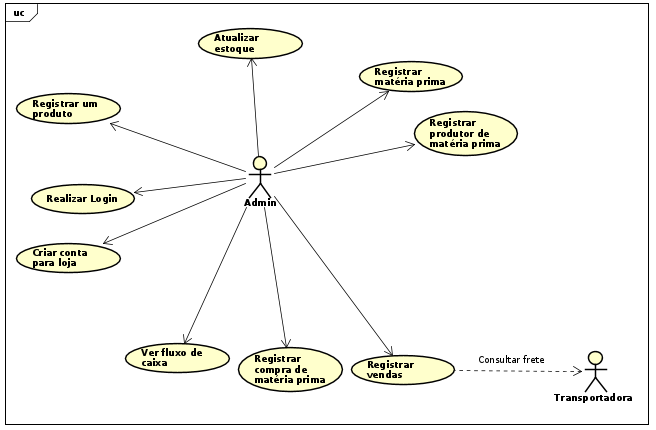 uc
Atualizar
estoque
Registrar
matéria prima
Registrar um
produto
Registrar
produtor de
matéria prima
Realizar Login
Admin
Criar conta
para loja
Ver fluxo de
caixa
Registrar
compra de
matéria prima
Registrar
vendas
Consultar frete
Transportadora